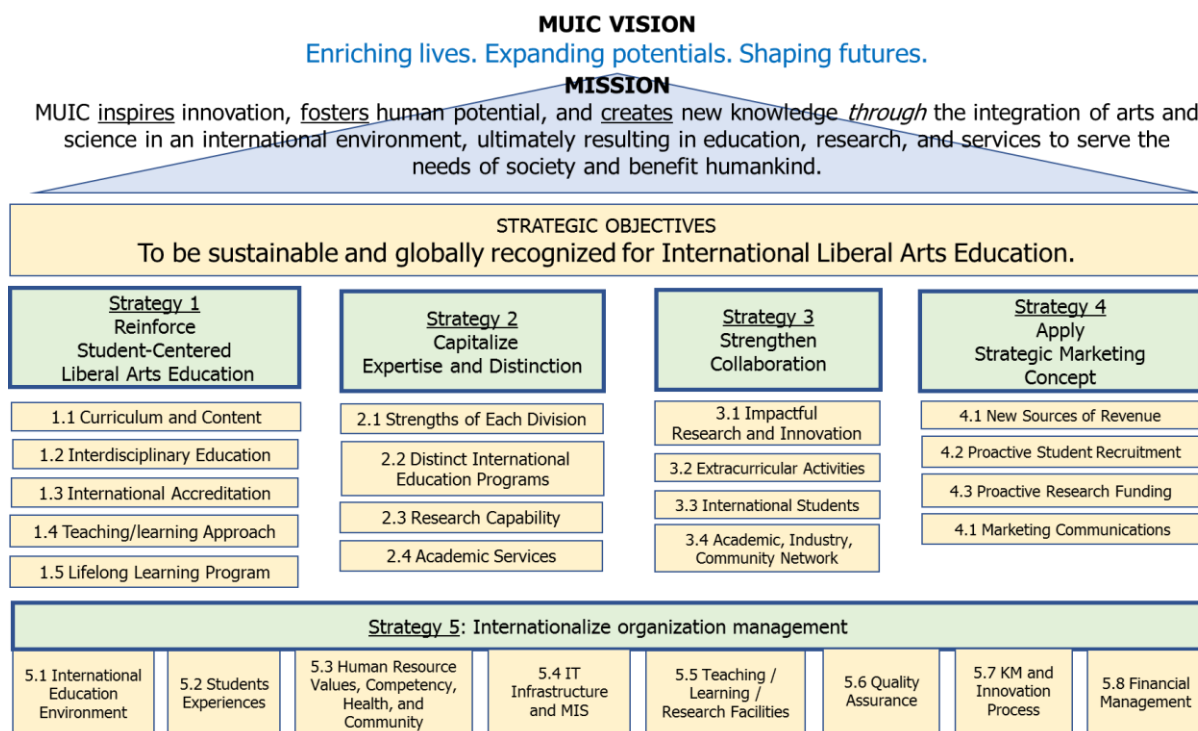 MUIC VISION
Enriching lives. Expanding potentials. Shaping futures.
MISSION
MUIC inspires innovation, fosters human potential, and creates new knowledge through the integration of arts and
science in an international environment, ultimately resulting in education, research, and services to serve the
needs of society and benefit humankind.
STRATEGIC OBJECTIVES
To be sustainable and globally recognized for International Liberal Arts Education.
Strategy 1
Reinforce
Student-Centered
Liberal Arts Education
1.1 Curriculum and Content
1.2 Interdisciplinary Education
1.3 International Accreditation
1.4 Teaching/learning Approach
1.5 Lifelong Learning Program
Strategy 2
Capitalize
Expertise and Distinction
2.1 Strengths of Each Division
2.2 Distinct International
Education Programs
2.3 Research Capability
2.4 Academic Services
Strategy 3
Strengthen
Collaboration
3.1 Impactful
Research and Innovation
3.2 Extracurricular Activities
3.3 International Students
3.4 Academic, Industry,
Community Network
Strategy 4
Apply
Strategic Marketing
Concept
4.1 New Sources of Revenue
4.2 Proactive Student Recruitment
4.3 Proactive Research Funding
4.1 Marketing Communications
Strategy 5: Internationalize organization management
5.1 International
Education
Environment
5.2 Students
Experiences
5.3 Human Resource
Values, Competency,
Health, and
Community
5.4 IT
Infrastructure
and MIS
5.5 Teaching /
Learning /
Research Facilities
5.6 Quality
Assurance
5.7 KM and
Innovation
Process
5.8 Financial
Management